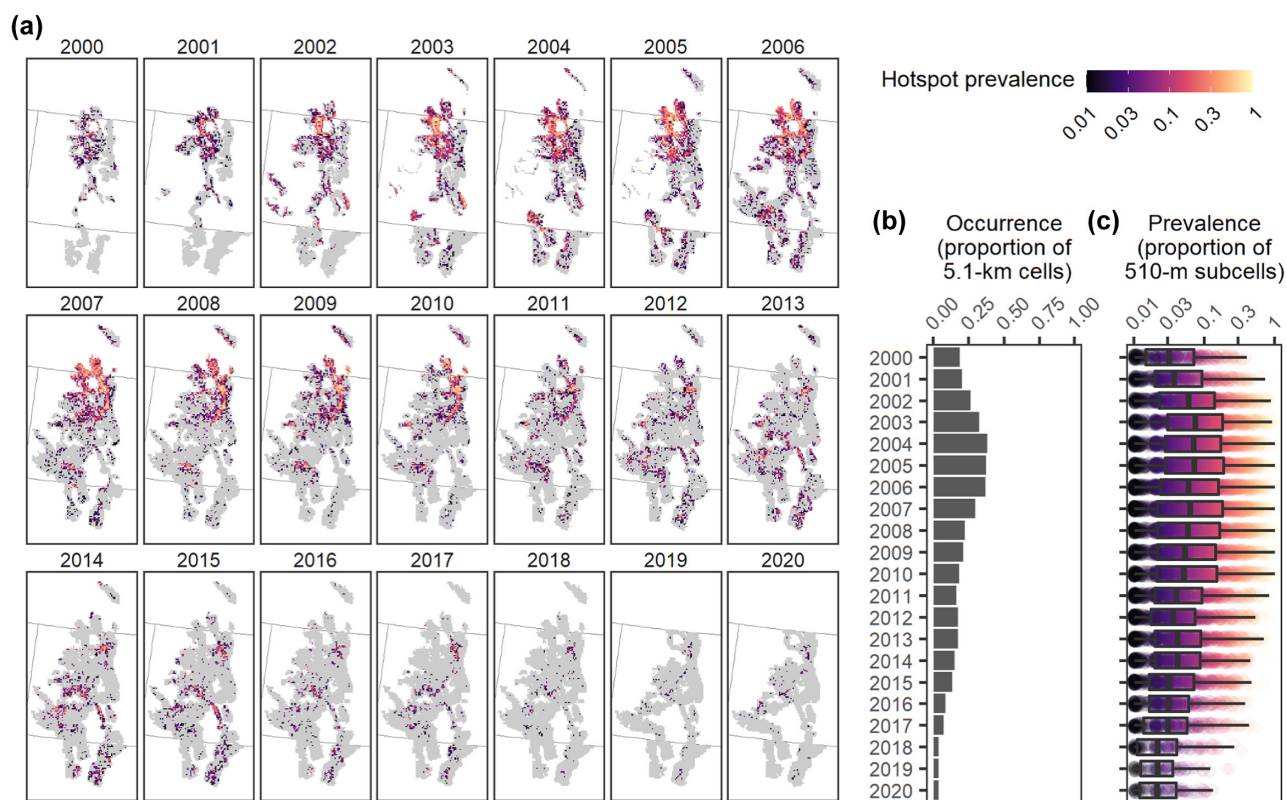 (a)
2000 2001 2002 2003 2004 2005 2006
Hotspot prevalence
0.01 0.03 0.1 0.3 1
2007 2008 2009 2010 2011 2012 2013
2014 2015 2016 2017 2018 2019 2020
(b)
Occurrence
(proportion of
5.1-km cells)
0.00 0.25 0.50 0.75 1.00
2000
2001
2002
2003
2004
2005
2006
2007
2008
2009
2010
2011
2012
2013
2014
2015
2016
2017
2018
2019
2020
(c)
Prevalence
(proportion of
510-m subcells)
0.01 0.03 0.1 0.3 1